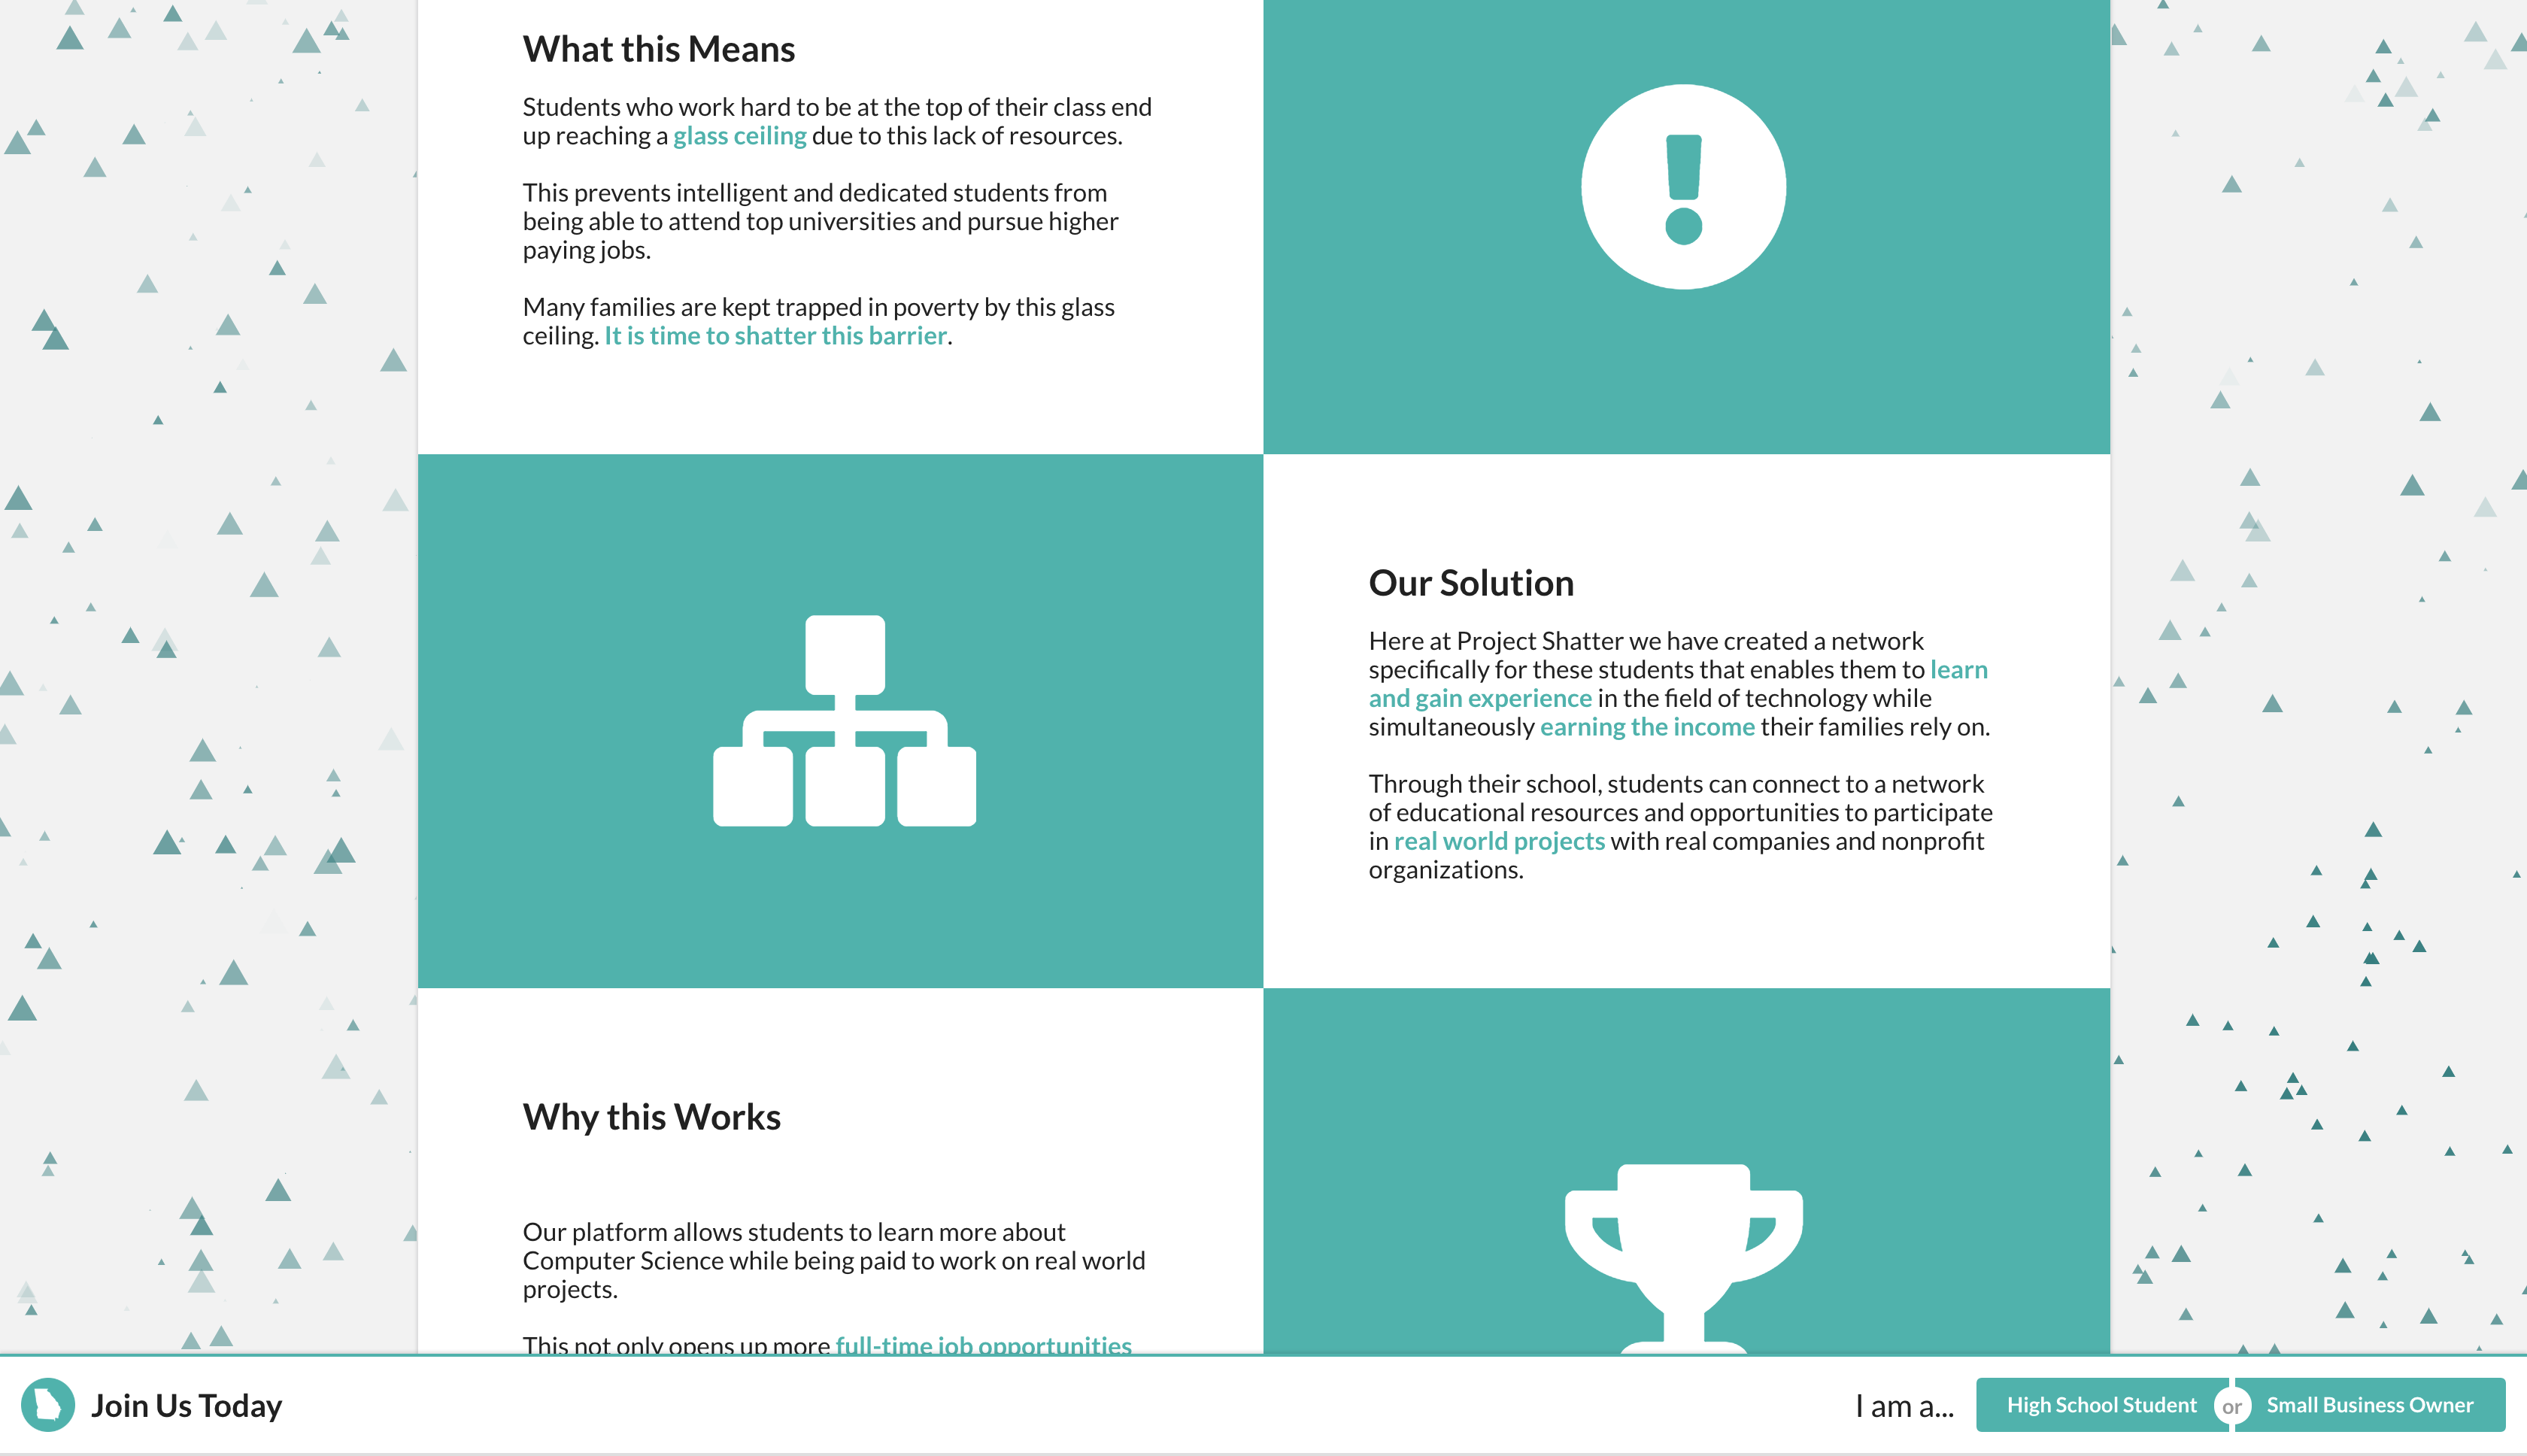 What this Means
Students who work hard to be at the top of their class end
up reaching a glass ceiling due to this lack of resources.
This prevents intelligent and dedicated students from
being able to attend top universities and pursue higher
paying jobs.
Many families are kept trapped in poverty by this glass
ceiling. It is time to shatter this barrier.
Our Solution
Here at Project Shatter we have created a network
specifically for these students that enables them to learn
and gain experience in the field of technology while
simultaneously earning the income their families rely on.
Through their school, students can connect to a network
of educational resources and opportunities to participate
in real world projects with real companies and nonprofit
organizations.
Why this Works
Our platform allows students to learn more about
Computer Science while being paid to work on real world
projects.
This not only opens up more full-time job opportunities
Join Us Today
I am a... High School Student or Small Business Owner